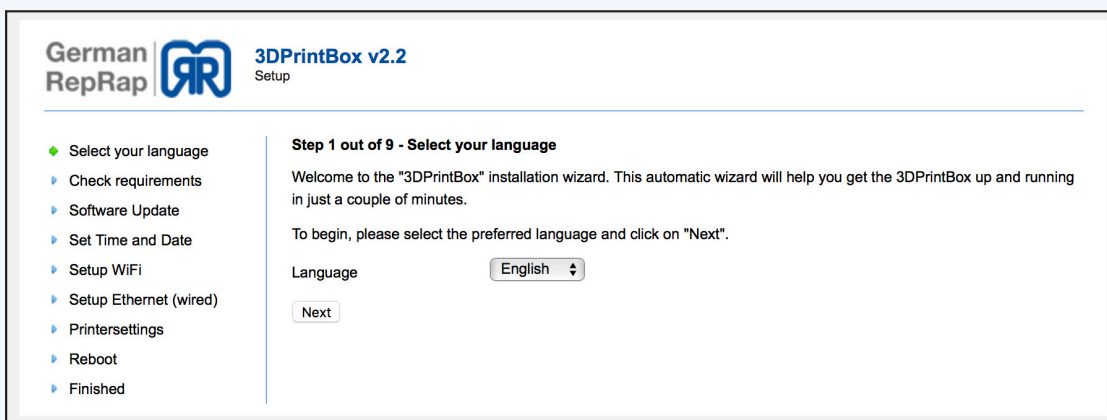 German
RepRap
3DPrintBox v2.2
Setup
Select your language
Check requirements
Software Update
Set Time and Date
Setup WiFi
Setup Ethernet (wired)
Printersettings
Reboot
Finished
Step 1 out of 9 - Select your language
Welcome to the "3DPrintBox" installation wizard. This automatic wizard will help you get the 3DPrintBox up and running
in just a couple of minutes.
To begin, please select the preferred language and click on "Next".
Language
English
Next